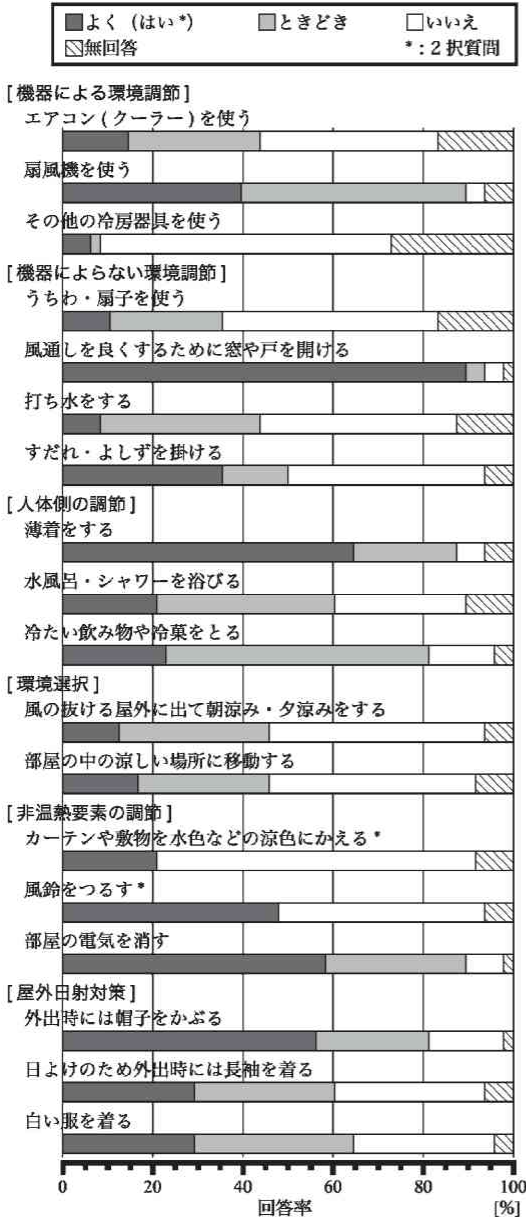 よく（はい*）　ときどき　いいえ
無回答　*：2択質問
[機器による環境調節]
エアコン(クーラー)を使う
扇風機を使う
その他の冷房器具を使う
[機器によらない環境調節]
うちわ・扇子を使う
風通しを良くするために窓や戸を開ける
打ち水をする
すだれ・よしずを掛ける
[人体側の調節]
薄着をする
水風呂・シャワーを浴びる
冷たい飲み物や冷菓をとる
[環境選択]
風の抜ける屋外に出て朝涼み・夕涼みをする
部屋の中の涼しい場所に移動する
[非温熱要素の調節]
カーテンや敷物を水色などの涼色にかえる*
風鈴をつるす*
部屋の電気を消す
[屋外日射対策]
外出時には帽子をかぶる
日よけのため外出時には長袖を着る
白い服を着る
0 20 40 60 80 100
回答率 [%]